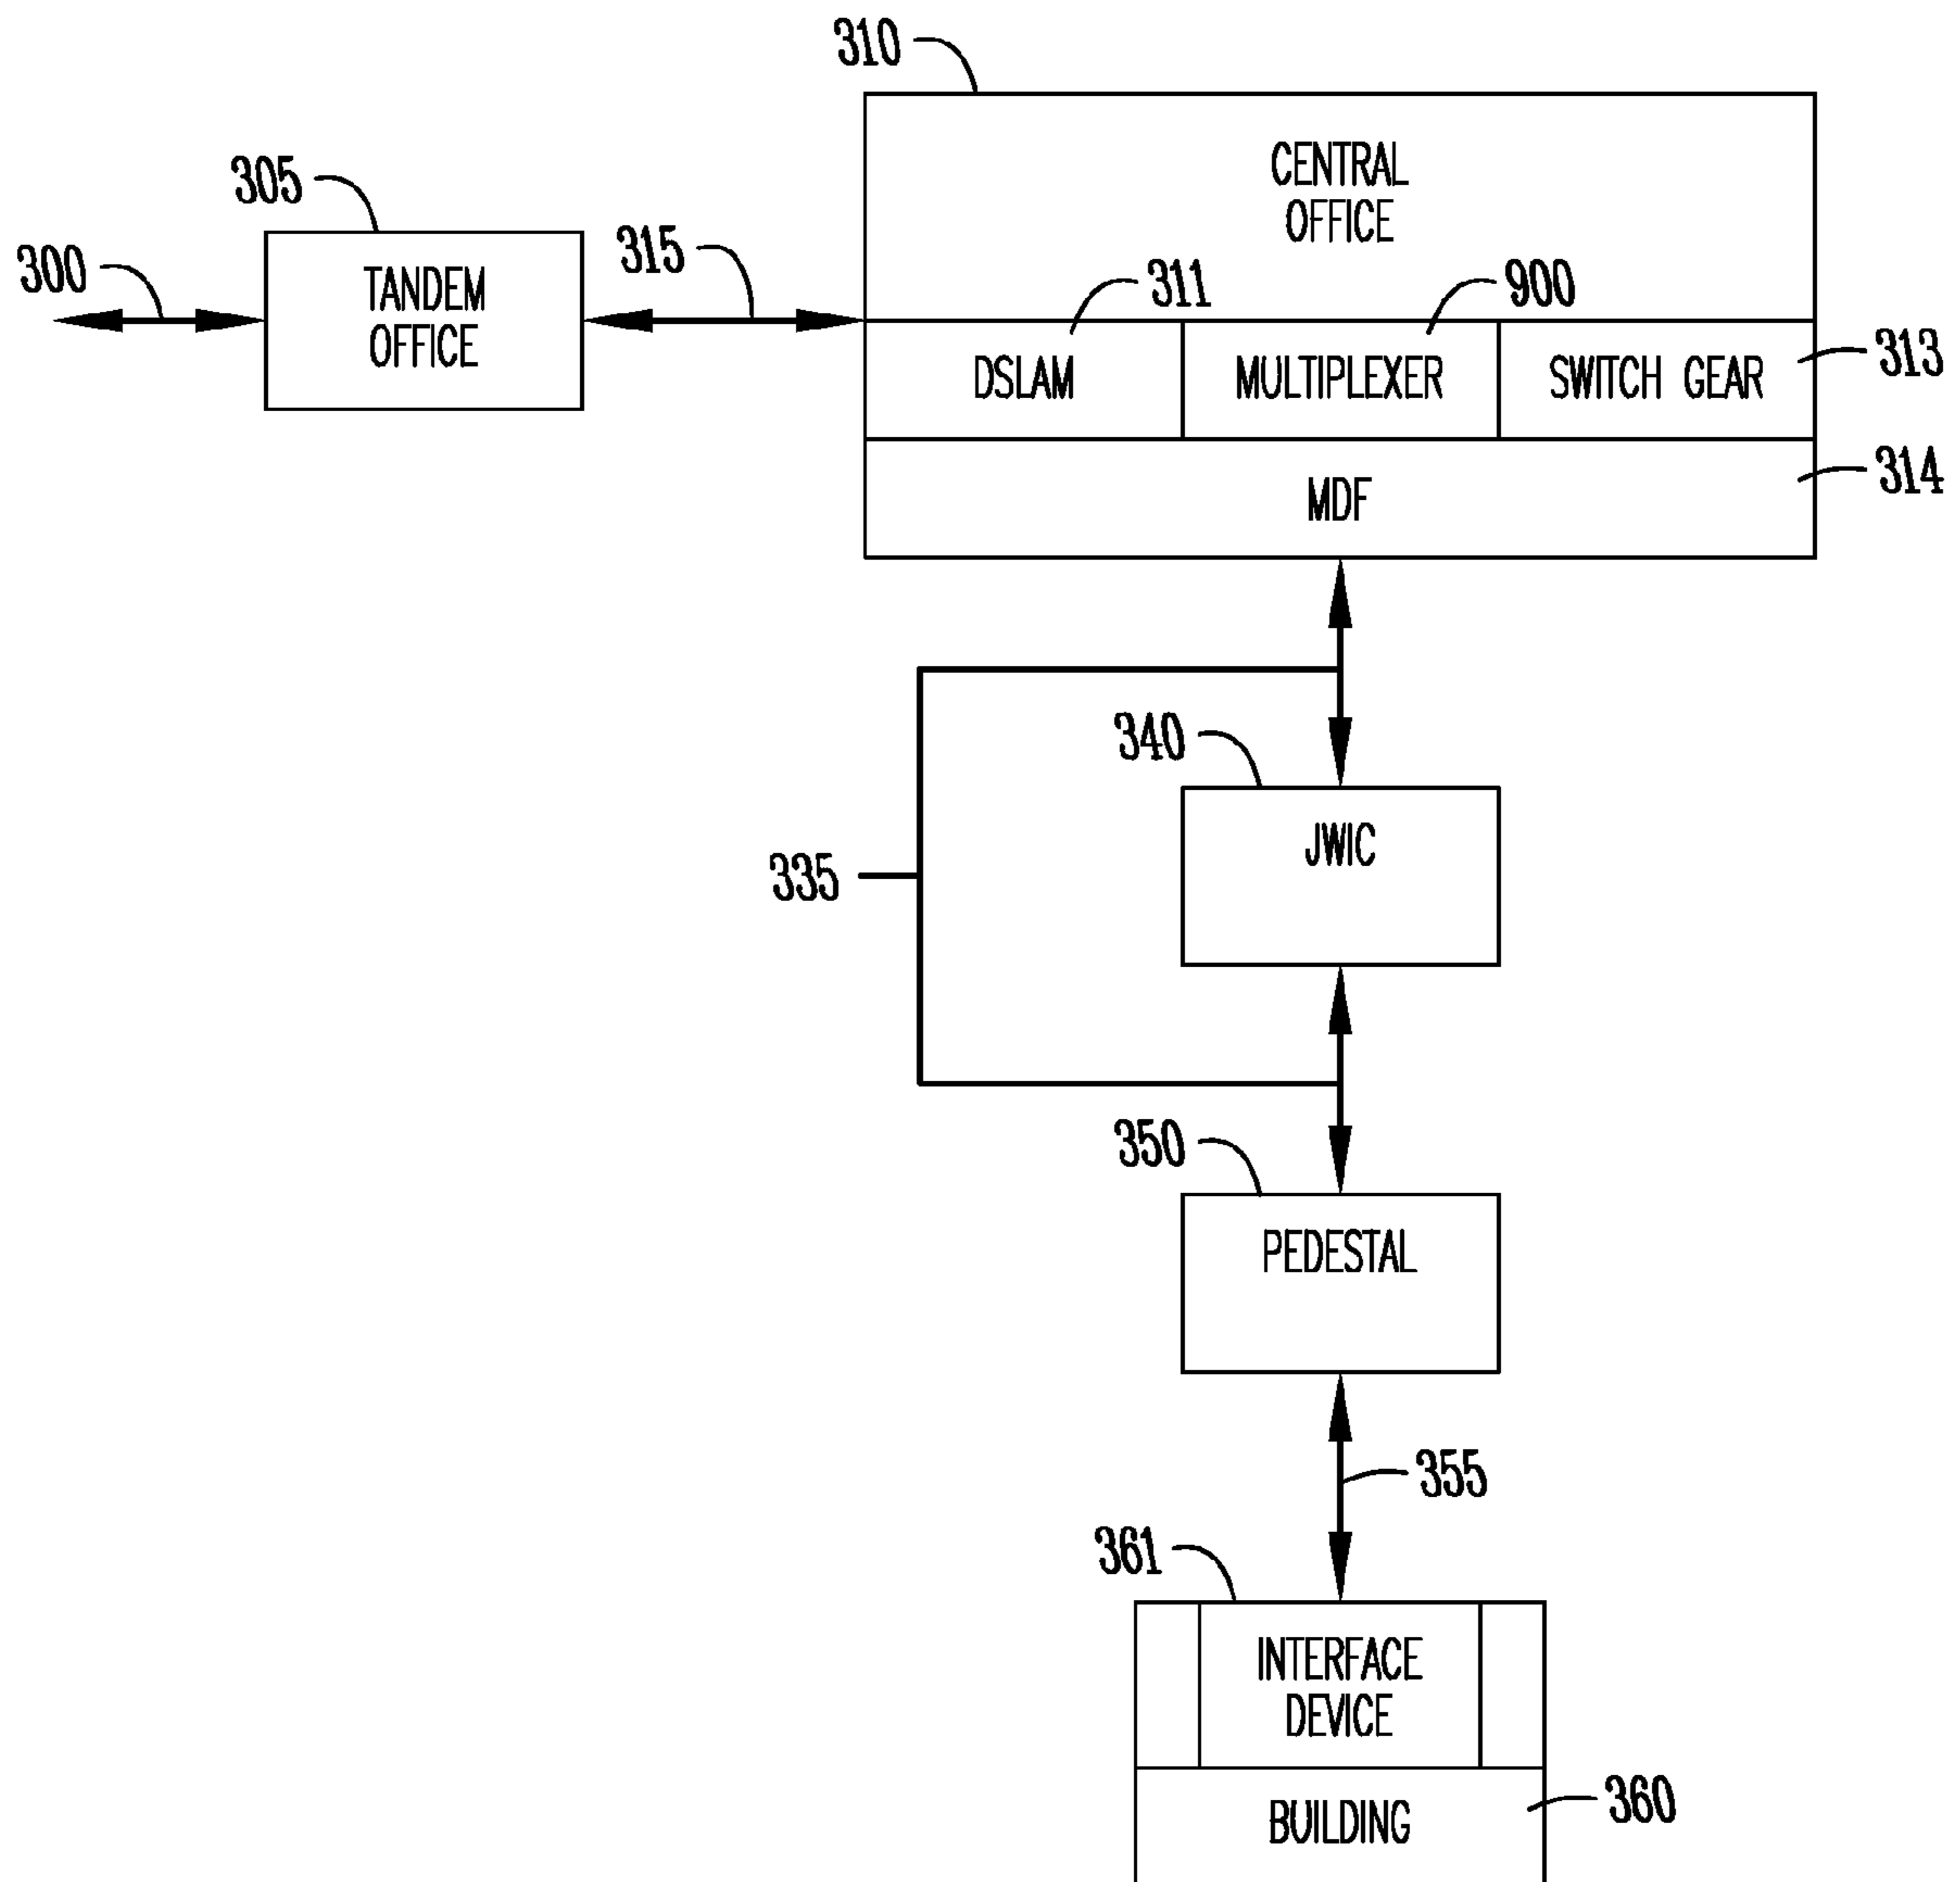 310
CENTRAL
OFFICE
305
300
TANDEM
OFFICE
315
311
900
313
DSLAM
MULTIPLEXER
SWITCH GEAR
314
MDF
340
JWIC
335
350
PEDESTAL
355
361
INTERFACE
DEVICE
360
BUILDING